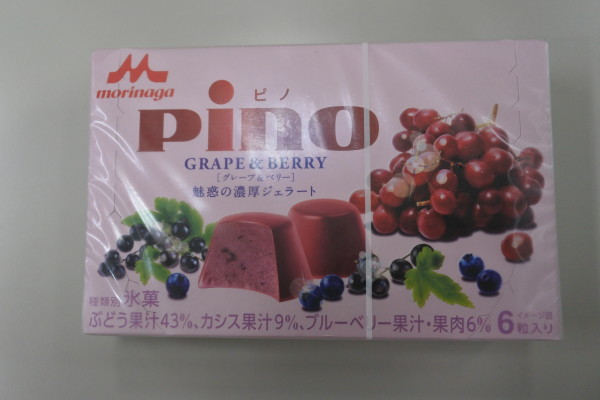 morinaga
ピノ
pino
GRAPE & BERRY
[グレープ&ベリー]
魅惑の濃厚ジェラート
種類別 氷菓
ぶどう果汁43%、カシス果汁9%、ブルーベリー果汁・果肉6%
イメージ図
6粒入り